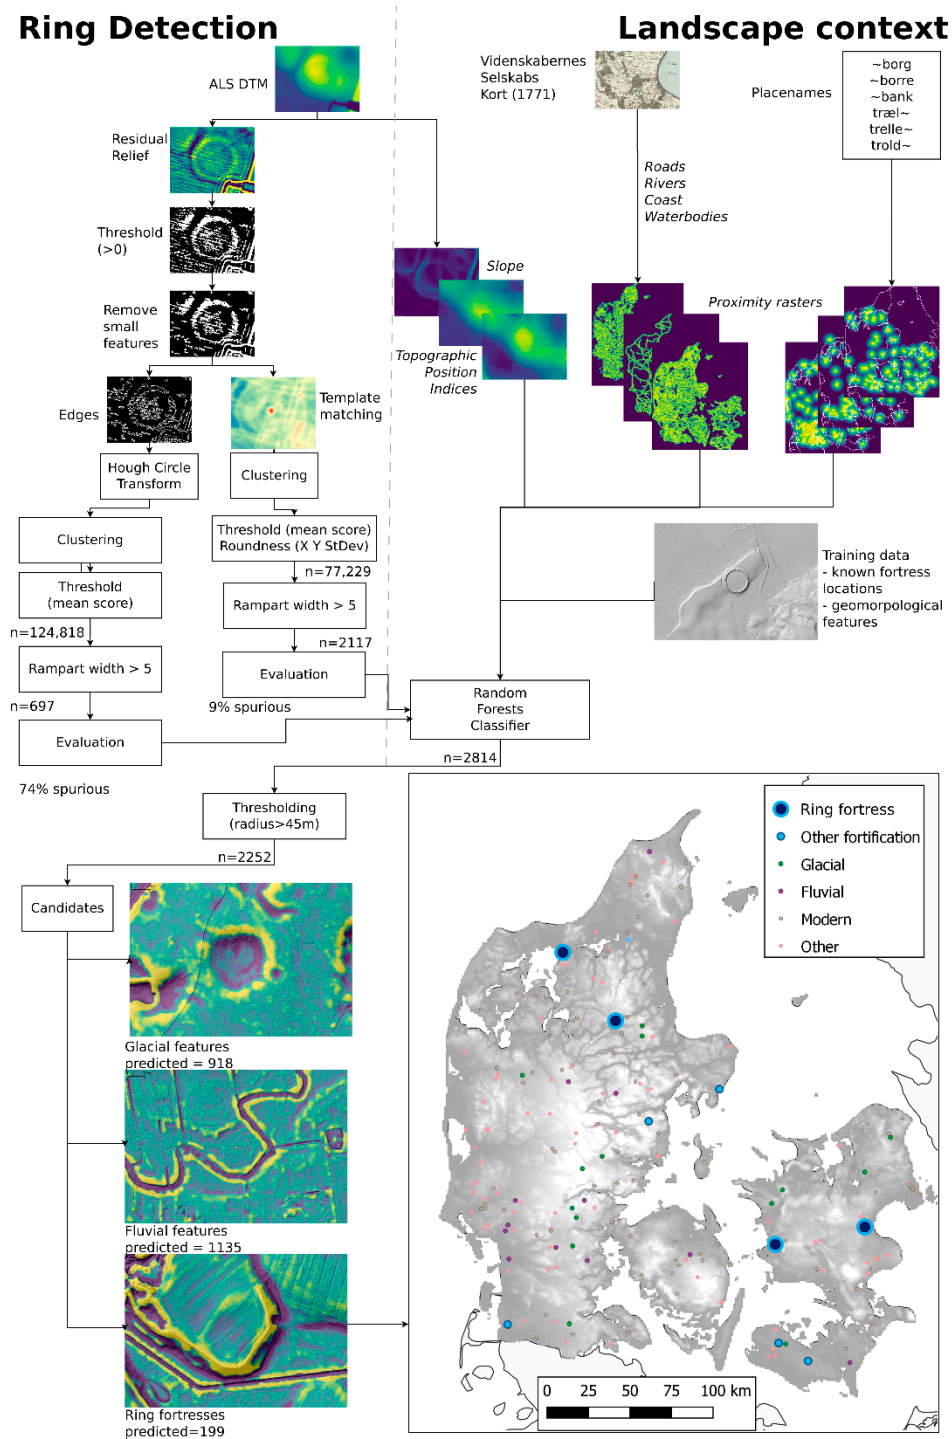 Ring Detection
Landscape context
ALS DTM
Residual
Relief
Threshold
(>0)
Remove
small
features
Edges
Template
matching
Hough Circle
Transform
Clustering
Clustering
Threshold
(mean score)
Threshold (mean score)
Roundness (X Y StDev)
n=77,229
n=124,818
Rampart width > 5
Rampart width > 5
n=2117
n=697
Evaluation
9% spurious
Evaluation
74% spurious
Videnskabernes
Selskabs
Kort (1771)
Placenames
~borg
~borre
~bank
træl~
trelle~
trold~
Roads
Rivers
Coast
Waterbodies
Slope
Topographic
Position
Indices
Proximity rasters
Training data
- known fortress
locations
- geomorpological
features
Random
Forests
Classifier
n=2814
Thresholding
(radius>45m)
n=2252
Candidates
Glacial features
predicted = 918
Fluvial features
predicted = 1135
Ring fortresses
predicted=199
Ring fortress
Other fortification
Glacial
Fluvial
Modern
Other
0 25 50 75 100 km